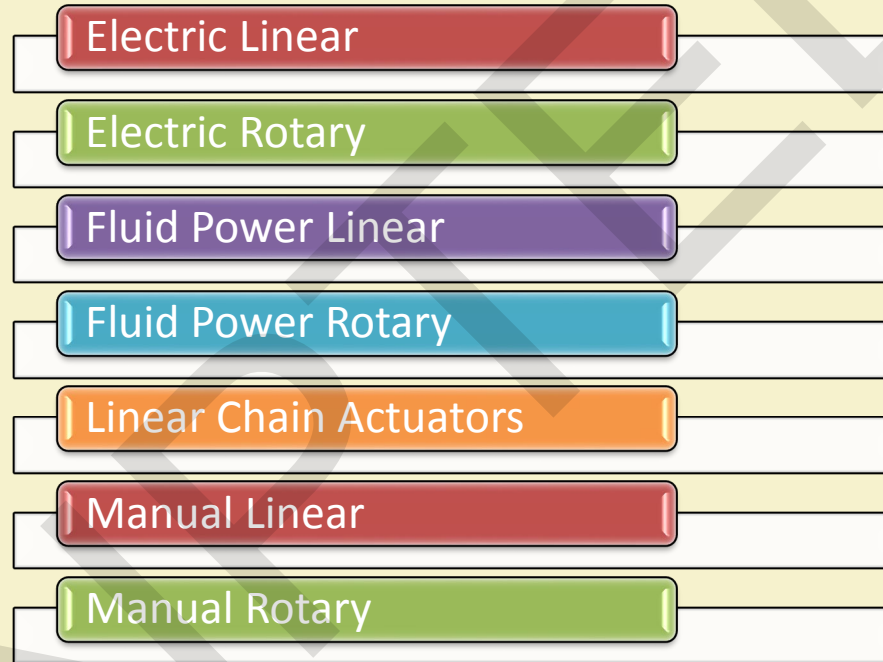 Electric Linear
Electric Rotary
Fluid Power Linear
Fluid Power Rotary
Linear Chain Actuators
Manual Linear
Manual Rotary